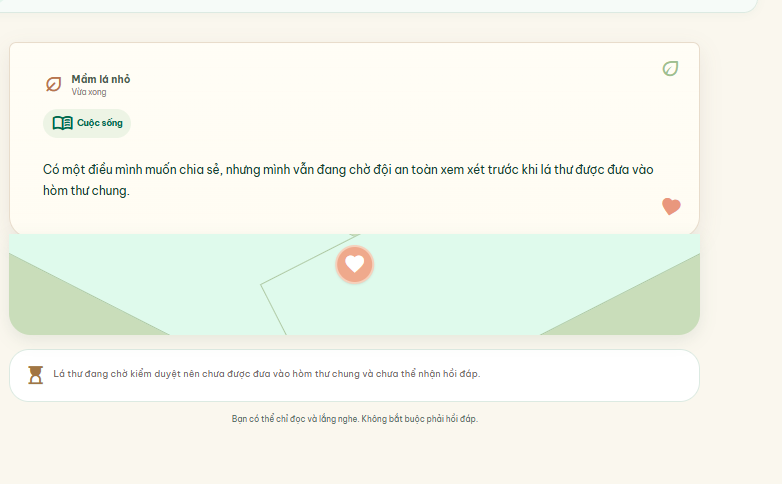 Mầm lá nhỏ
Vừa xong
Cuộc sống
Có một điều mình muốn chia sẻ, nhưng mình vẫn đang chờ đội an toàn xem xét trước khi lá thư được đưa vào
hòm thư chung.
Lá thư đang chờ kiểm duyệt nên chưa được đưa vào hòm thư chung và chưa thể nhận hồi đáp.
Bạn có thể chỉ đọc và lắng nghe. Không bắt buộc phải hồi đáp.